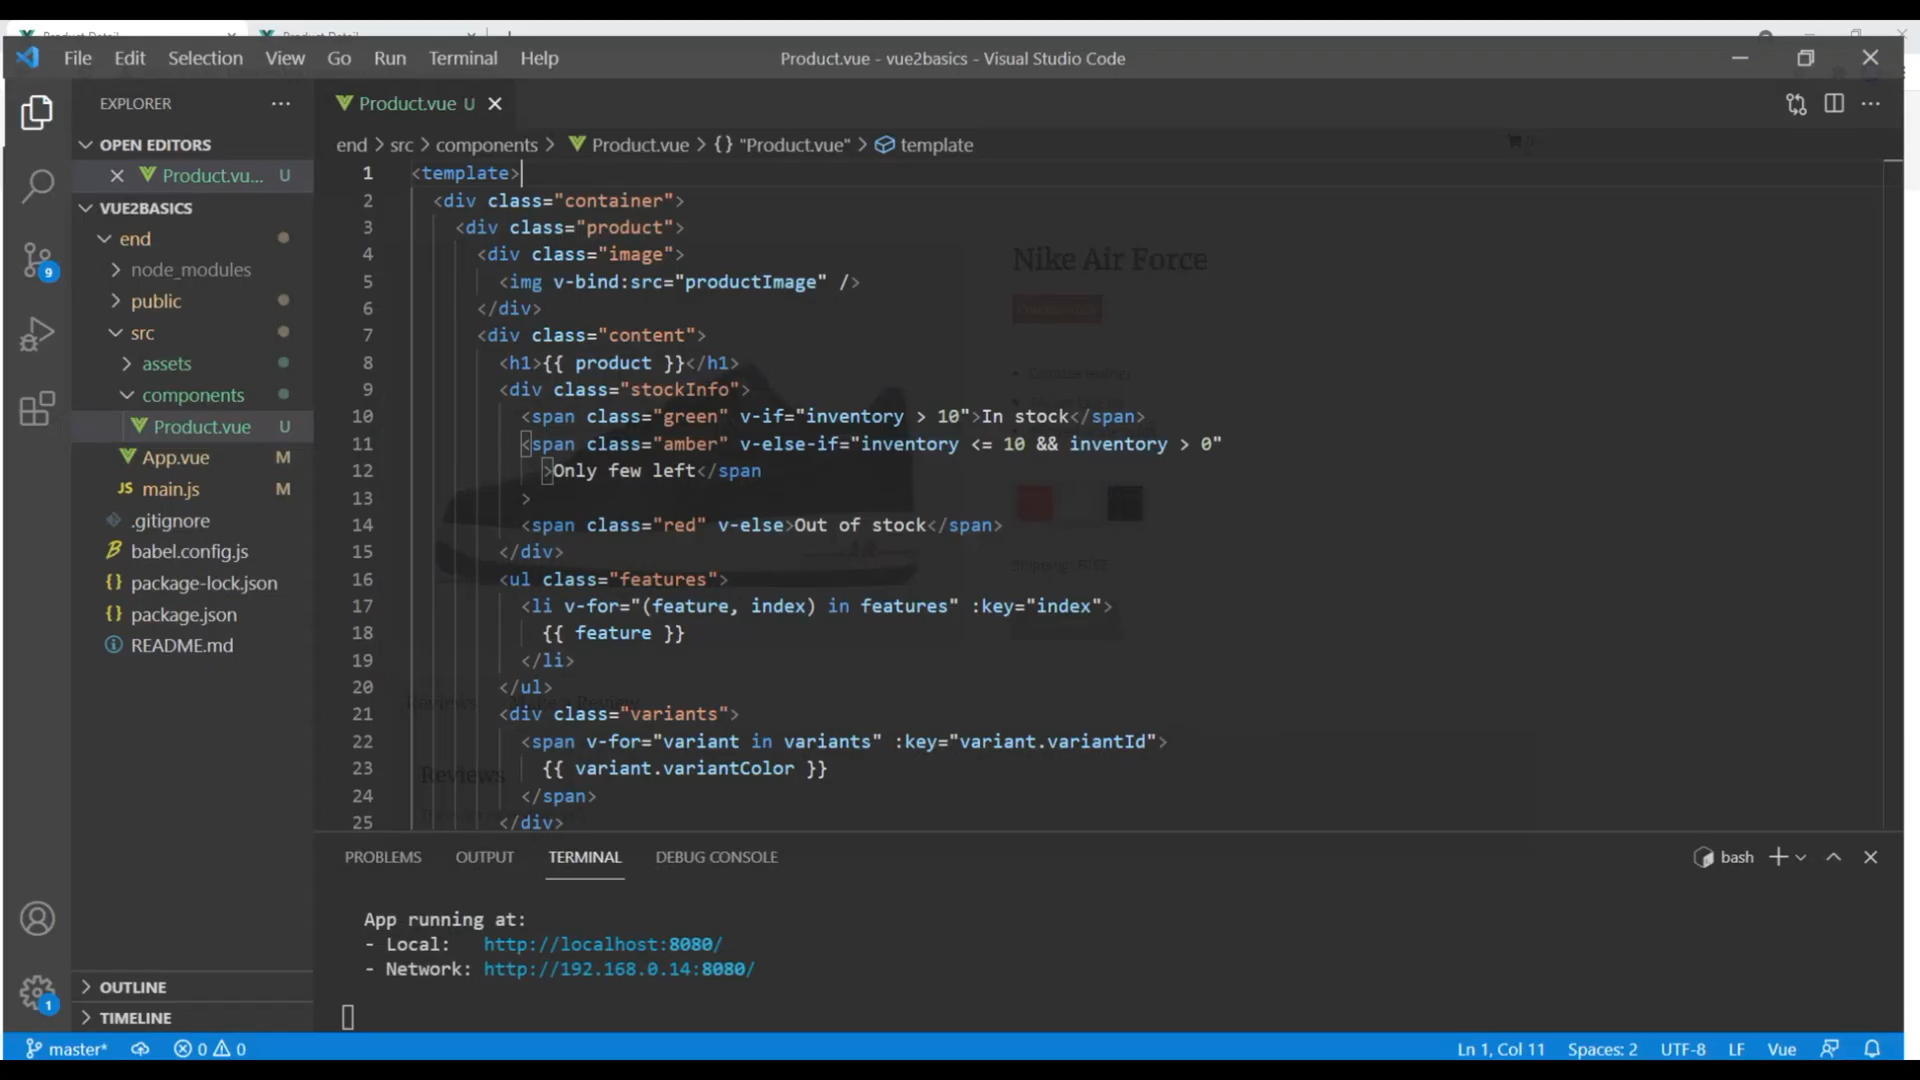 File Edit Selection View Go Run Terminal Help
Product.vue - vue2basics - Visual Studio Code
EXPLORER
OPEN EDITORS
Product.vu... U
VUE2BASICS
end
node_modules
public
src
assets
components
Product.vue U
App.vue M
JS main.js M
.gitignore
babel.config.js
{} package-lock.json
{} package.json
README.md
OUTLINE
TIMELINE
9
1
Product.vue U
end > src > components > Product.vue > {} "Product.vue" > template
1 <template>
2 <div class="container">
3 <div class="product">
4 <div class="image">
5 <img v-bind:src="productImage" />
6 </div>
7 <div class="content">
8 <h1>{{ product }}</h1>
9 <div class="stockInfo">
10 <span class="green" v-if="inventory > 10">In stock</span>
11 <span class="amber" v-else-if="inventory <= 10 && inventory > 0"
12 >Only few left</span
13 >
14 <span class="red" v-else>Out of stock</span>
15 </div>
16 <ul class="features">
17 <li v-for="(feature, index) in features" :key="index">
18 {{ feature }}
19 </li>
20 </ul>
21 <div class="variants">
22 <span v-for="variant in variants" :key="variant.variantId">
23 {{ variant.variantColor }}
24 </span>
25 </div>
Nike Air Force
Shipping: FREE
Reviews
Reviews
PROBLEMS OUTPUT TERMINAL DEBUG CONSOLE
bash
App running at:
- Local: http://localhost:8080/
- Network: http://192.168.0.14:8080/
master* 0 0
Ln 1, Col 11 Spaces: 2 UTF-8 LF Vue